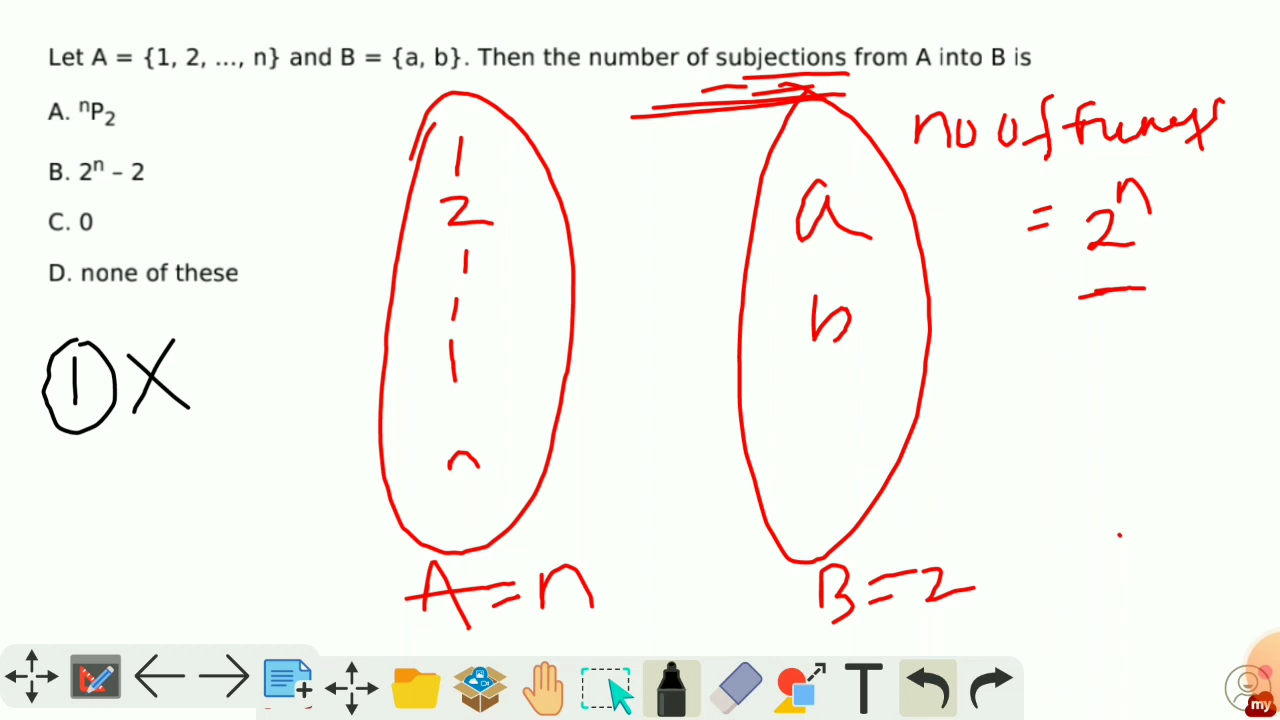 Let A = {1, 2, ..., n} and B = {a, b}. Then the number of subjections from A into B is
A. ⁿP₂
B. 2ⁿ – 2
C. 0
D. none of these
no of
= 2ⁿ
1
2
n
a
b
1 X
A=n
B=2
T
my